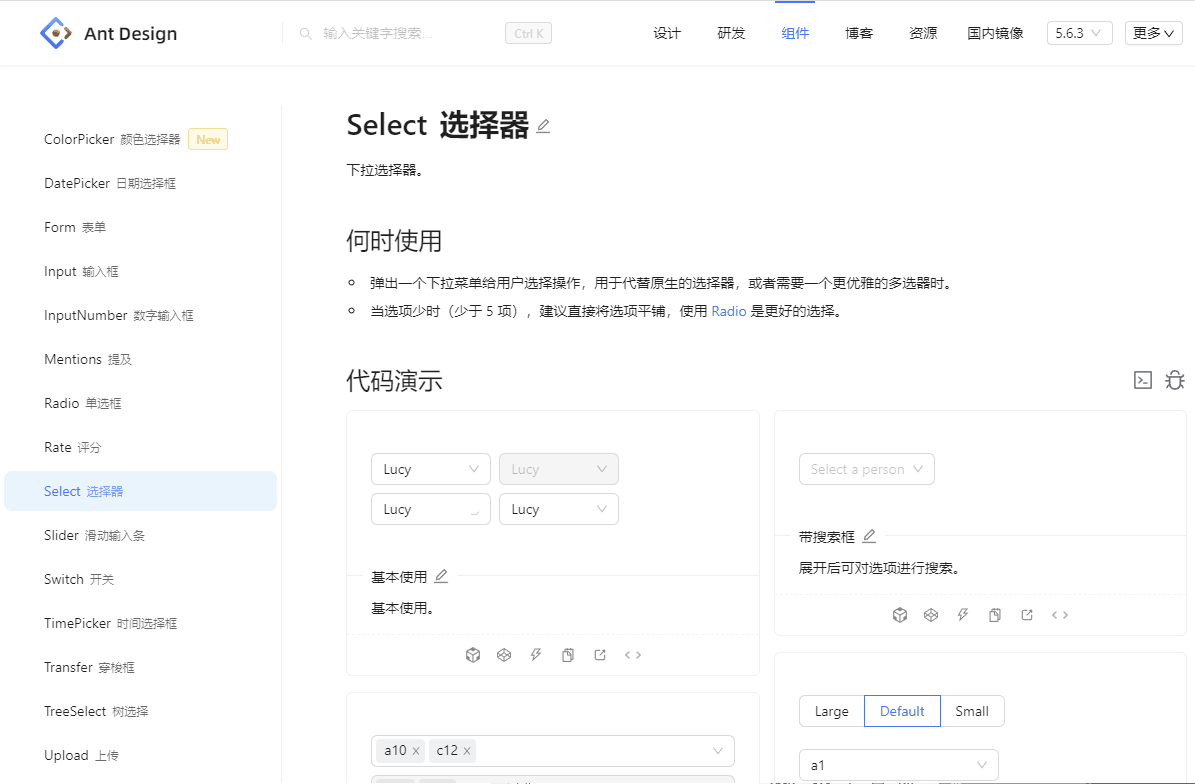 Ant Design
输入关键字搜索...
Ctrl K
设计
研发
组件
博客
资源
国内镜像
5.6.3
更多
ColorPicker 颜色选择器 New
DatePicker 日期选择框
Form 表单
Input 输入框
InputNumber 数字输入框
Mentions 提及
Radio 单选框
Rate 评分
Select 选择器
Slider 滑动输入条
Switch 开关
TimePicker 时间选择框
Transfer 穿梭框
TreeSelect 树选择
Upload 上传
Select 选择器
下拉选择器。
何时使用
弹出一个下拉菜单给用户选择操作，用于代替原生的选择器，或者需要一个更优雅的多选器时。
当选项少时（少于 5 项），建议直接将选项平铺，使用 Radio 是更好的选择。
代码演示
Lucy
Lucy
Lucy
Lucy
基本使用
基本使用。
a10 × c12 ×
Select a person
带搜索框
展开后可对选项进行搜索。
Large
Default
Small
a1